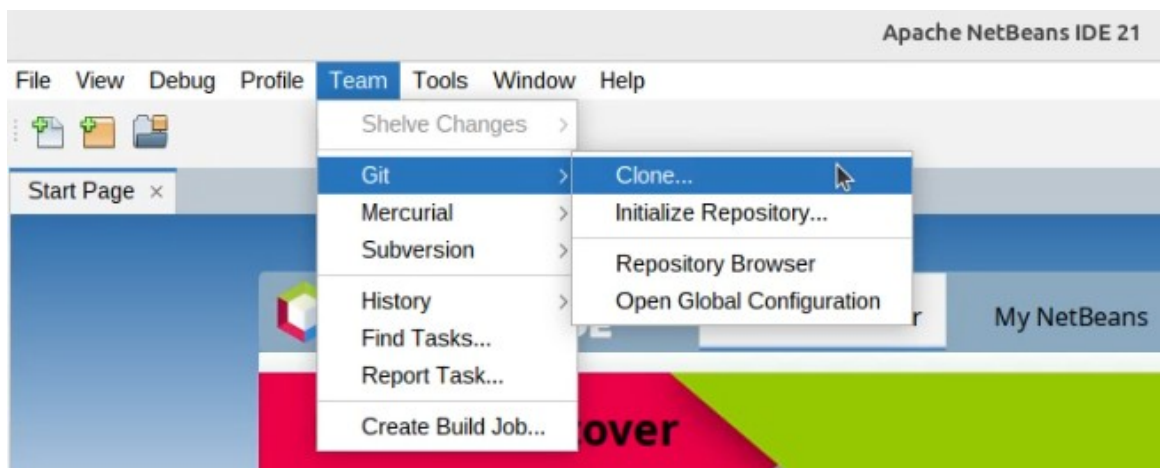 Apache NetBeans IDE 21
File View Debug Profile Team Tools Window Help
Shelve Changes
Start Page
Git
Clone...
Mercurial
Initialize Repository...
Subversion
Repository Browser
History
Open Global Configuration
My NetBeans
Find Tasks...
Report Task...
Create Build Job...